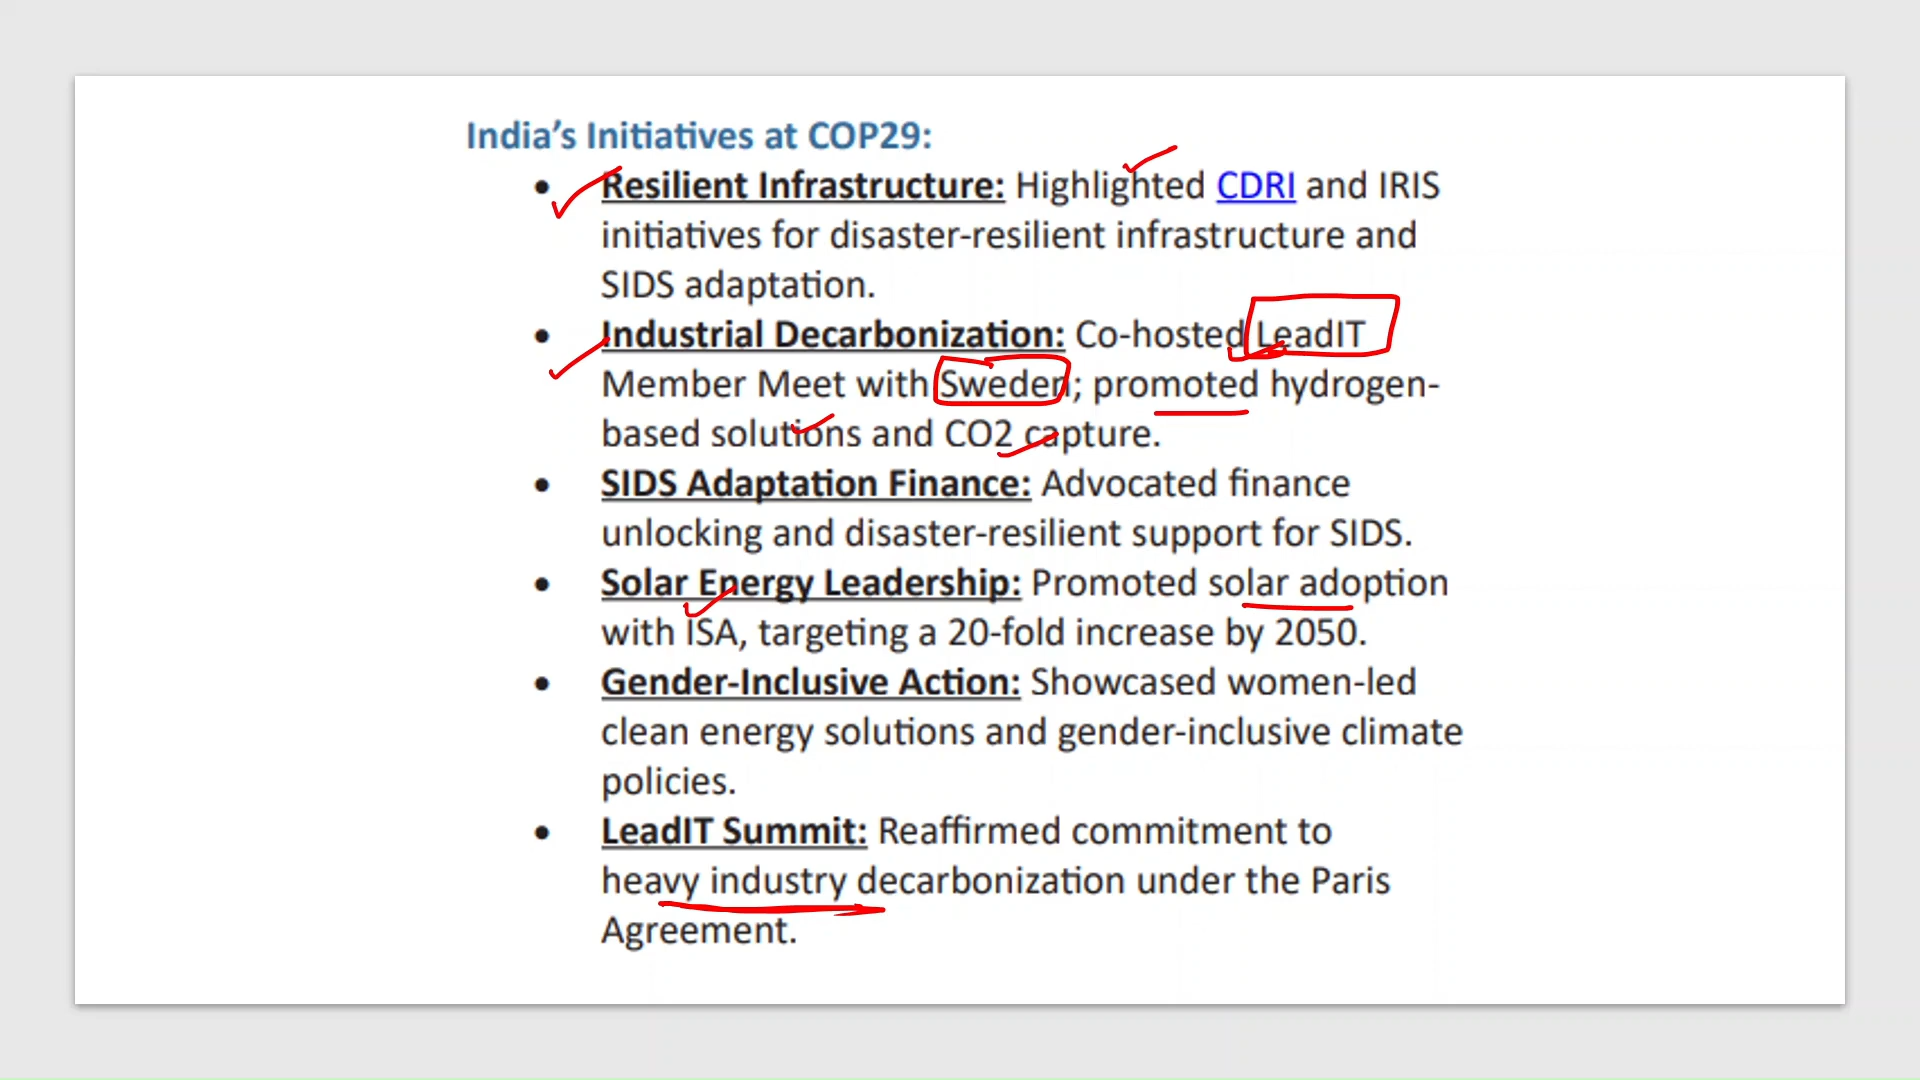 India's Initiatives at COP29:
• Resilient Infrastructure: Highlighted CDRI and IRIS
initiatives for disaster-resilient infrastructure and
SIDS adaptation.
• Industrial Decarbonization: Co-hosted LeadIT
Member Meet with Sweden; promoted hydrogen-
based solutions and CO2 capture.
• SIDS Adaptation Finance: Advocated finance
unlocking and disaster-resilient support for SIDS.
• Solar Energy Leadership: Promoted solar adoption
with ISA, targeting a 20-fold increase by 2050.
• Gender-Inclusive Action: Showcased women-led
clean energy solutions and gender-inclusive climate
policies.
• LeadIT Summit: Reaffirmed commitment to
heavy industry decarbonization under the Paris
Agreement.